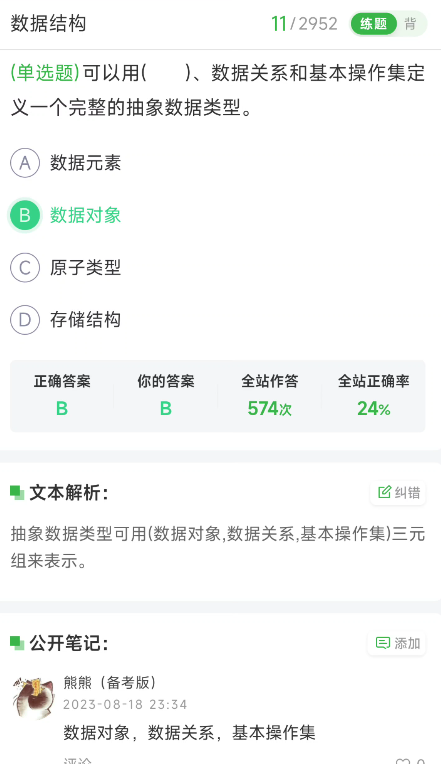 数据结构 11/2952 练题 背
(单选题)可以用( )、数据关系和基本操作集定
义一个完整的抽象数据类型。
A 数据元素
B 数据对象
C 原子类型
D 存储结构
正确答案 你的答案 全站作答 全站正确率
B B 574次 24%
文本解析： 纠错
抽象数据类型可用(数据对象,数据关系,基本操作集)三元
组来表示。
公开笔记： 添加
熊熊（备考版）
2023-08-18 23:34
数据对象，数据关系，基本操作集
评论 0